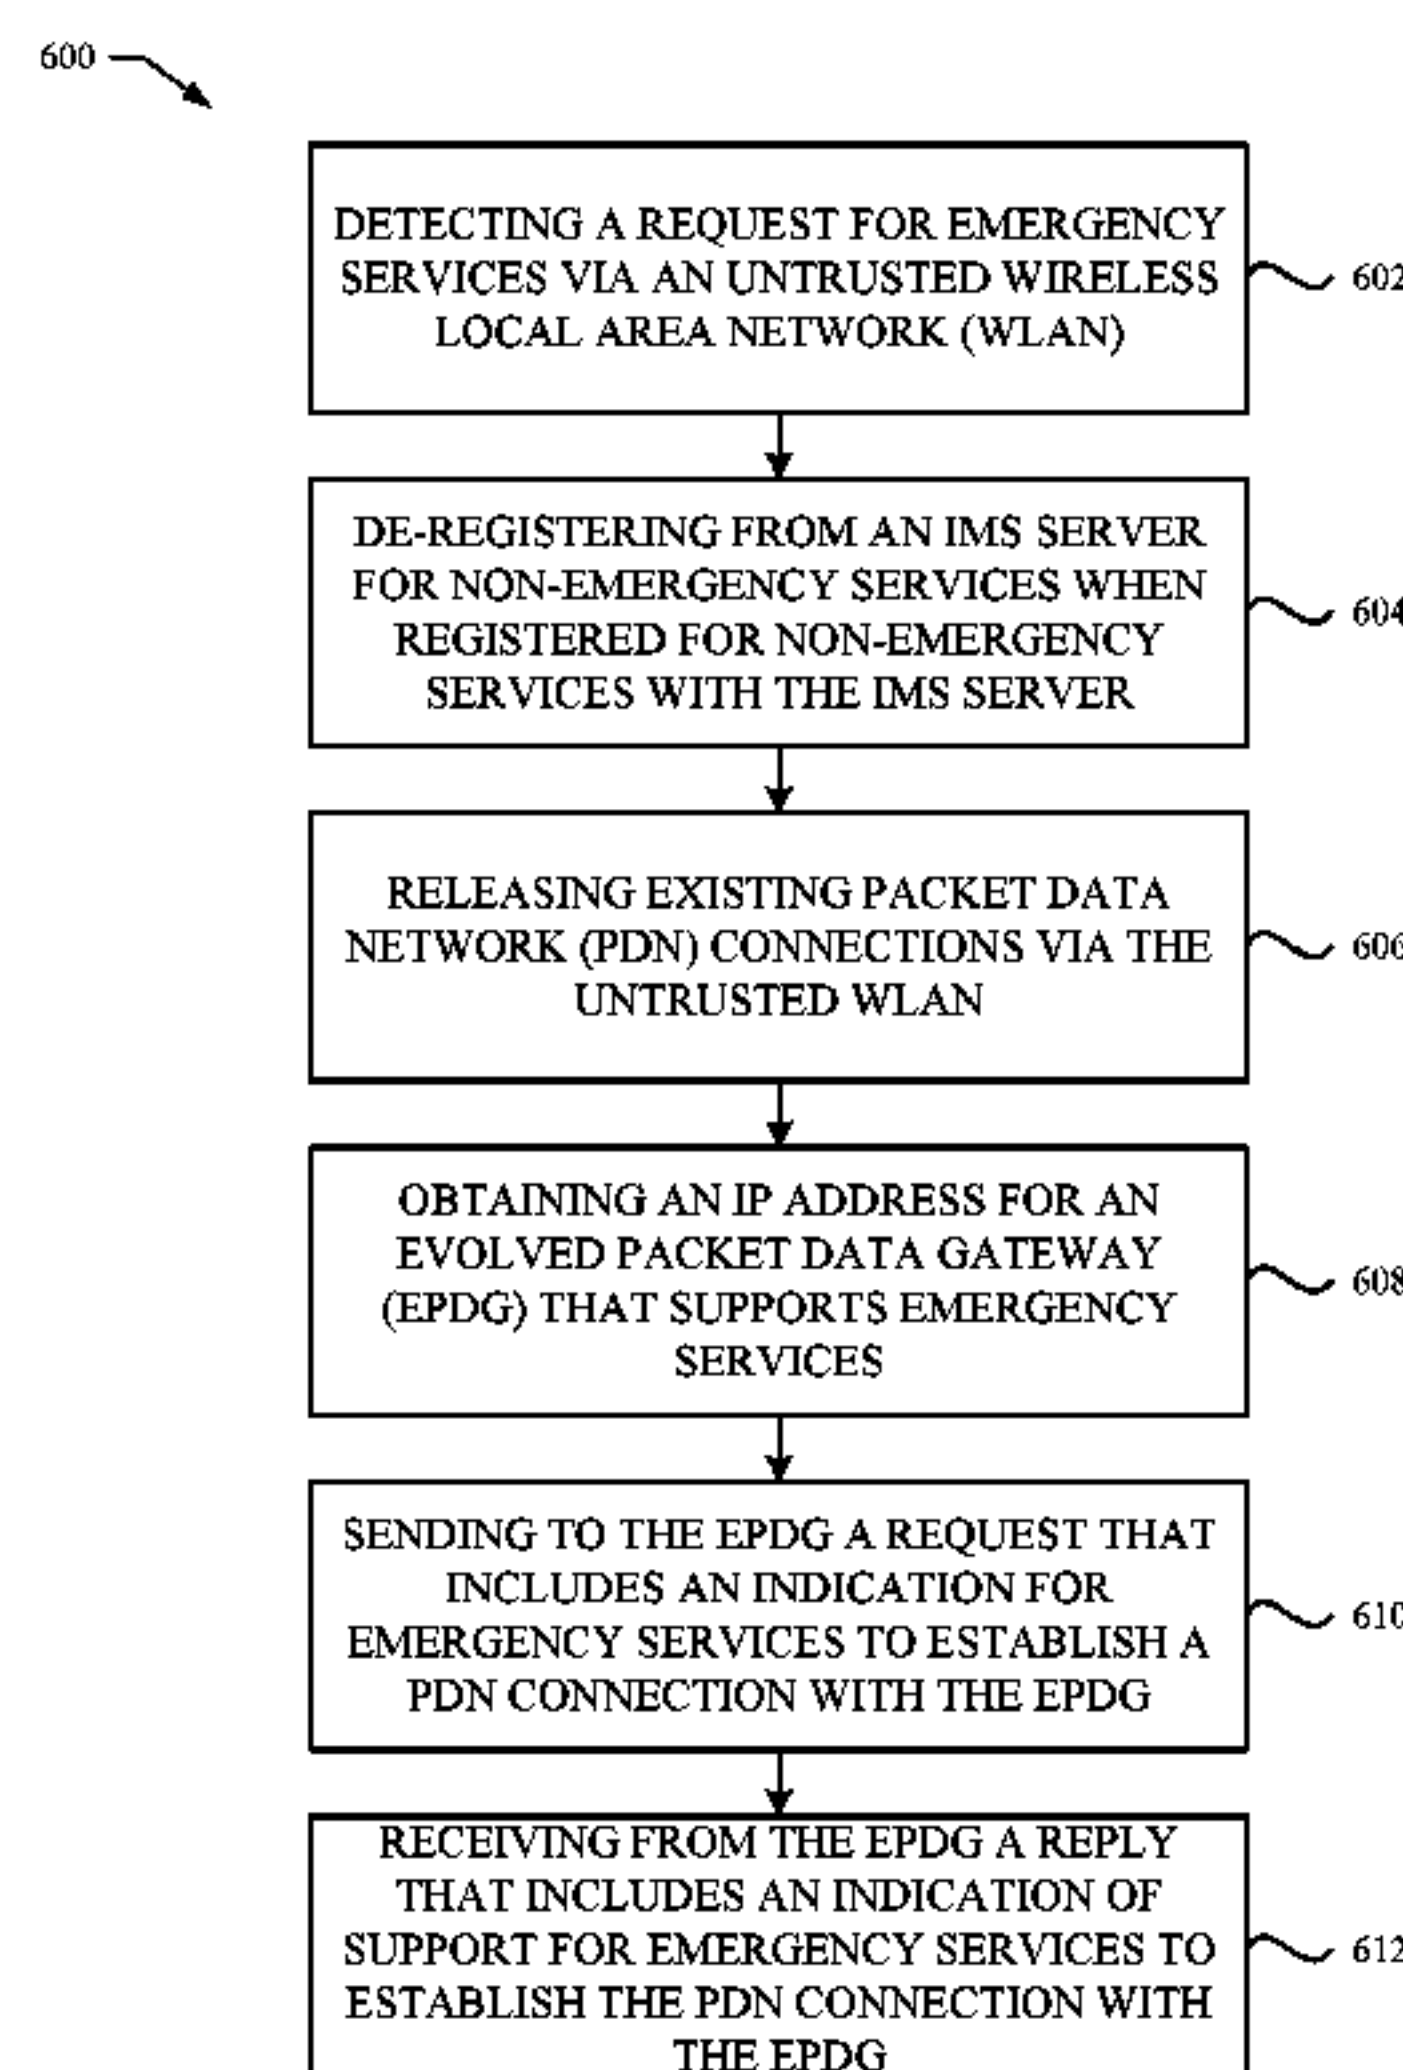 600
DETECTING A REQUEST FOR EMERGENCY
SERVICES VIA AN UNTRUSTED WIRELESS
LOCAL AREA NETWORK (WLAN)
602
DE-REGISTERING FROM AN IMS SERVER
FOR NON-EMERGENCY SERVICES WHEN
REGISTERED FOR NON-EMERGENCY
SERVICES WITH THE IMS SERVER
604
RELEASING EXISTING PACKET DATA
NETWORK (PDN) CONNECTIONS VIA THE
UNTRUSTED WLAN
606
OBTAINING AN IP ADDRESS FOR AN
EVOLVED PACKET DATA GATEWAY
(EPDG) THAT SUPPORTS EMERGENCY
SERVICES
608
SENDING TO THE EPDG A REQUEST THAT
INCLUDES AN INDICATION FOR
EMERGENCY SERVICES TO ESTABLISH A
PDN CONNECTION WITH THE EPDG
610
RECEIVING FROM THE EPDG A REPLY
THAT INCLUDES AN INDICATION OF
SUPPORT FOR EMERGENCY SERVICES TO
ESTABLISH THE PDN CONNECTION WITH
THE EPDG
612